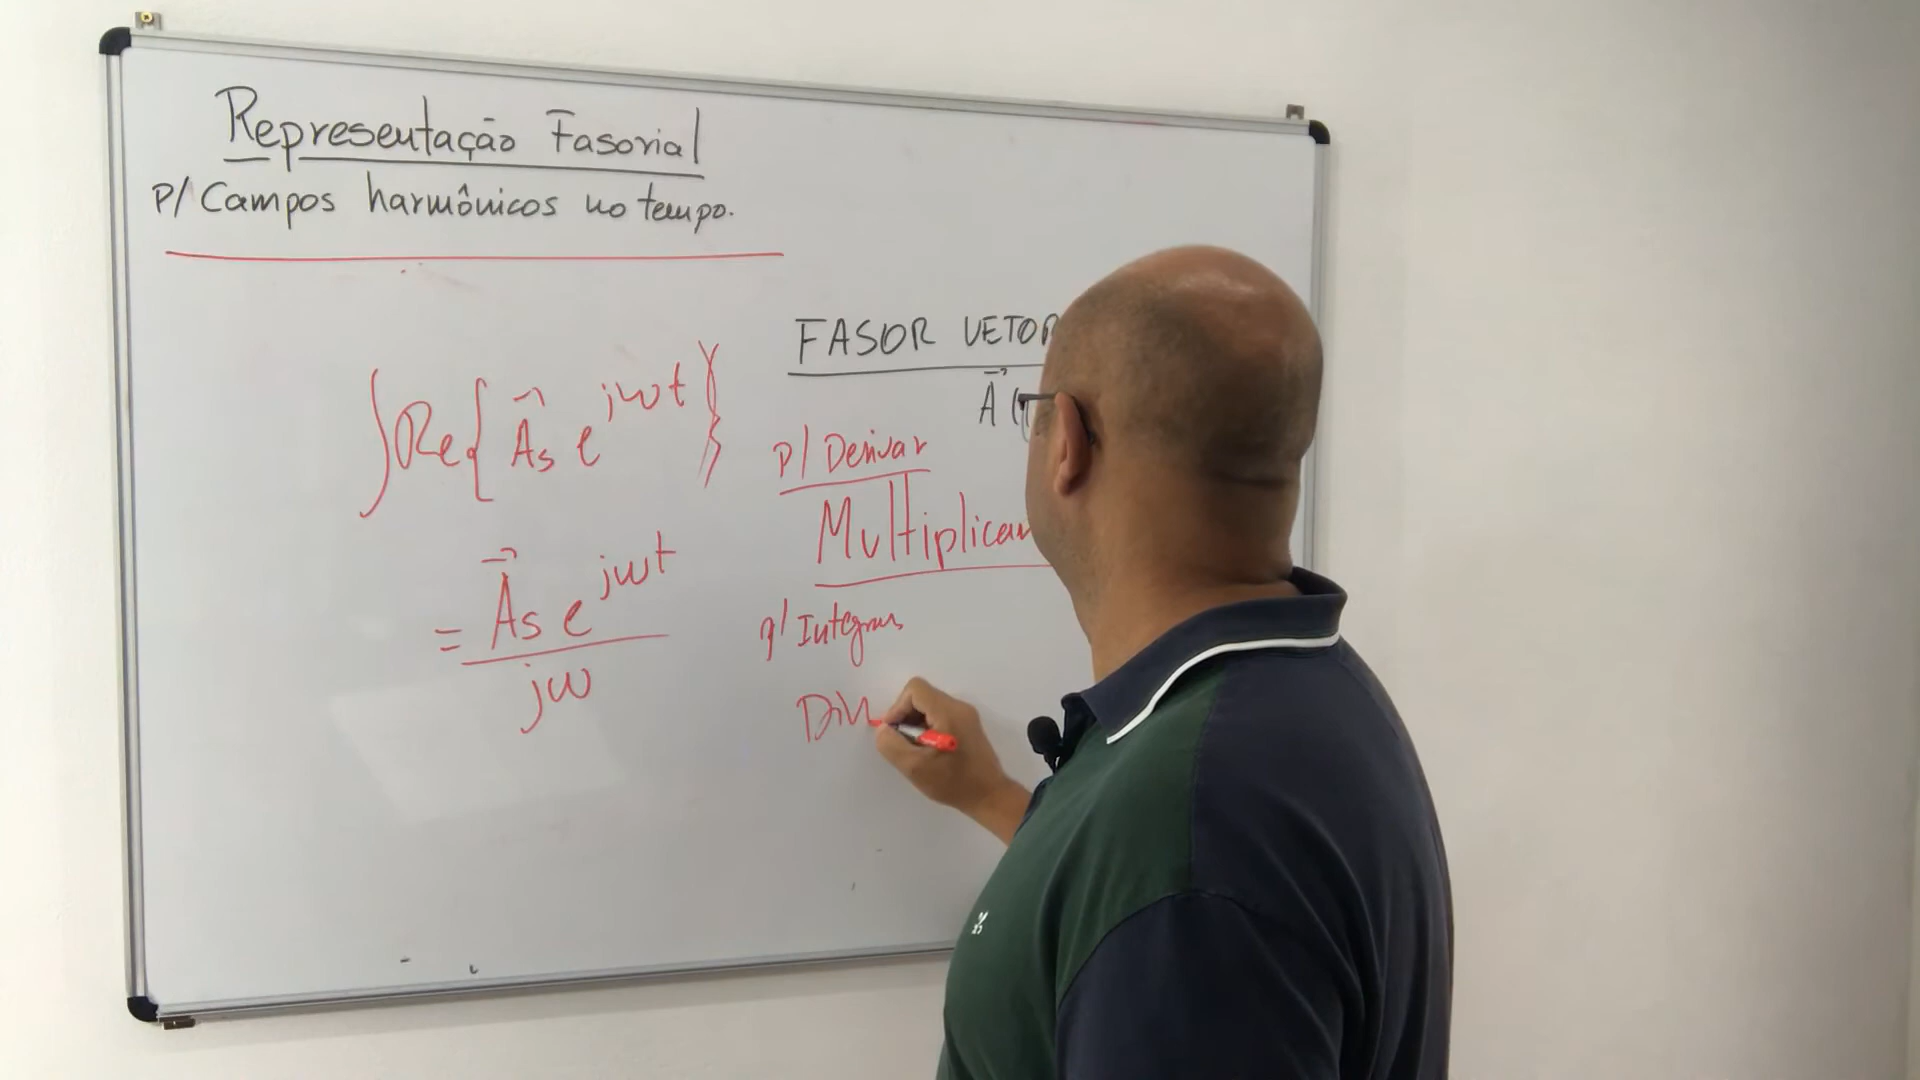 Representação Fasorial
p/ Campos harmônicos no tempo.
∫Re{ A⃗s e^{jωt} }
= A⃗s e^{jωt} / jω
FASOR VETOR
A⃗ (
p/ Derivar
Multiplicar
p/ Integrar
Div